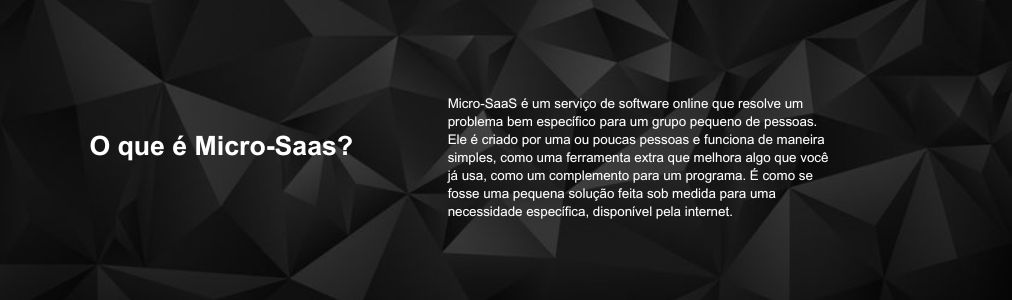 O que é Micro-Saas?
Micro-SaaS é um serviço de software online que resolve um
problema bem específico para um grupo pequeno de pessoas.
Ele é criado por uma ou poucas pessoas e funciona de maneira
simples, como uma ferramenta extra que melhora algo que você
já usa, como um complemento para um programa. É como se
fosse uma pequena solução feita sob medida para uma
necessidade específica, disponível pela internet.